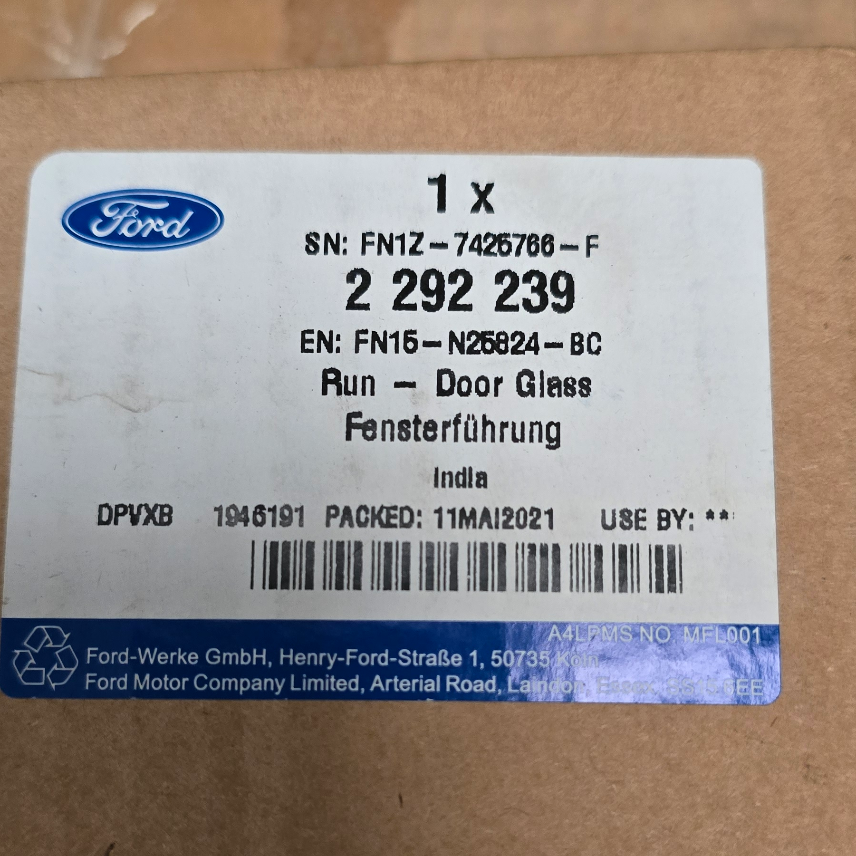 Ford
1 x
SN: FN1Z-7425766-F
2 292 239
EN: FN15-N25824-BC
Run - Door Glass
Fensterführung
India
DPVXB 1946191 PACKED: 11MAI2021 USE BY: **
A4LPMS NO. MFL001
Ford-Werke GmbH, Henry-Ford-Straße 1, 50735 Köln
Ford Motor Company Limited, Arterial Road, Laindon, Essex,